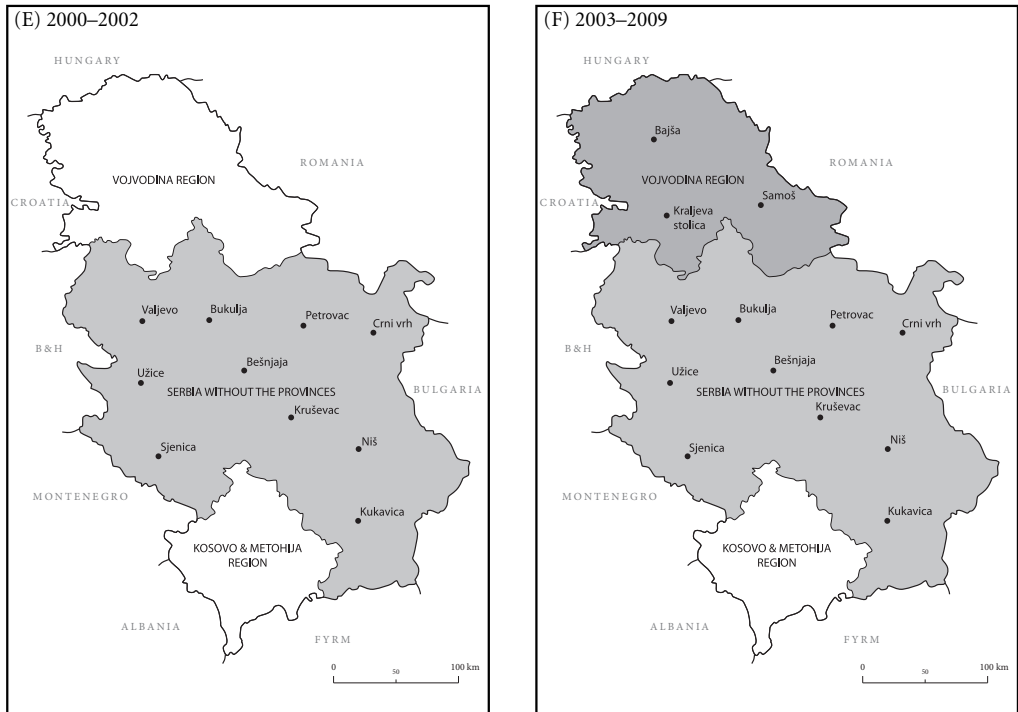 (E) 2000–2002
HUNGARY
ROMANIA
VOJVODINA REGION
CROATIA
Valjevo
Bukulja
Petrovac
Crni vrh
B&H
Bešnjaja
Užice
SERBIA WITHOUT THE PROVINCES
BULGARIA
Kruševac
Niš
Sjenica
MONTENEGRO
Kukavica
KOSOVO & METOHIJA
REGION
ALBANIA
FYRM
0
50
100 km
(F) 2003–2009
HUNGARY
Bajša
ROMANIA
VOJVODINA REGION
Samoš
CROATIA
Kraljeva
stolica
Valjevo
Bukulja
Petrovac
Crni vrh
B&H
Bešnjaja
Užice
SERBIA WITHOUT THE PROVINCES
BULGARIA
Kruševac
Niš
Sjenica
MONTENEGRO
Kukavica
KOSOVO & METOHIJA
REGION
ALBANIA
FYRM
0
50
100 km